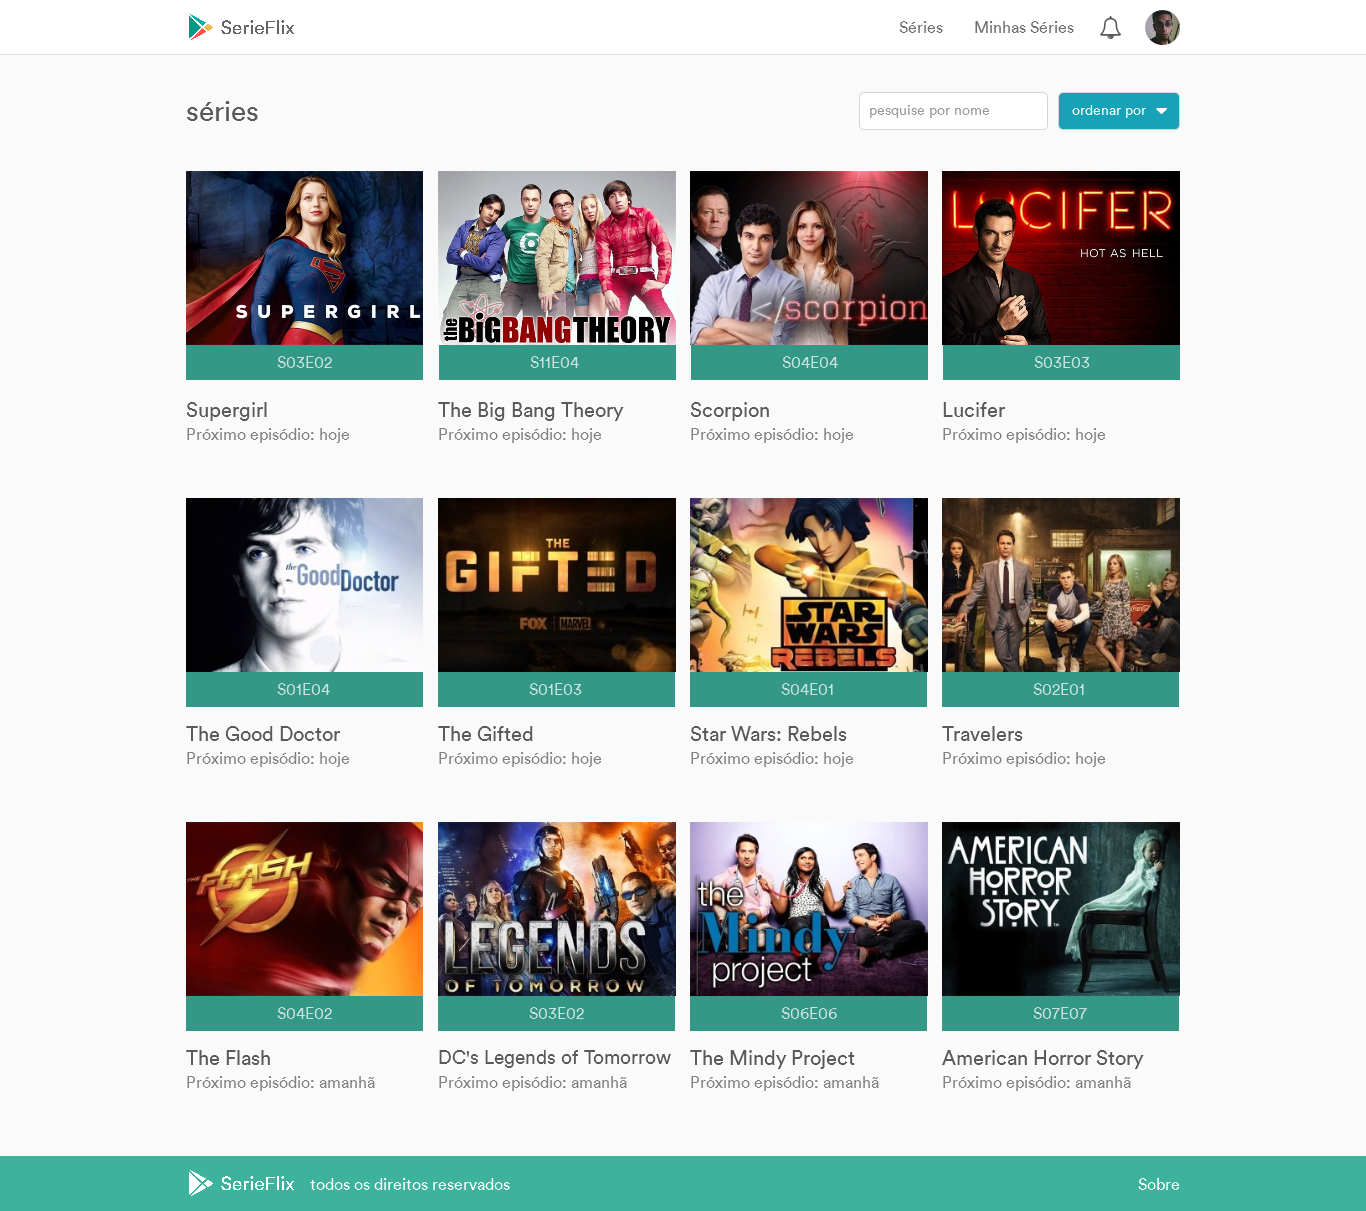 SerieFlix
Séries
Minhas Séries
séries
pesquise por nome
ordenar por
SUPERGIRL
the BIG BANG THEORY
</scorpion
LUCIFER
HOT AS HELL
S03E02
S11E04
S04E04
S03E03
Supergirl
The Big Bang Theory
Scorpion
Lucifer
Próximo episódio: hoje
Próximo episódio: hoje
Próximo episódio: hoje
Próximo episódio: hoje
the Good Doctor
THE
GIFTED
FOX MARVEL
STAR
WARS
REBELS
Coca-Cola
S01E04
S01E03
S04E01
S02E01
The Good Doctor
The Gifted
Star Wars: Rebels
Travelers
Próximo episódio: hoje
Próximo episódio: hoje
Próximo episódio: hoje
Próximo episódio: hoje
THE FLASH
LEGENDS
OF TOMORROW
the
Mindy
project
AMERICAN
HORROR
STORY™
S04E02
S03E02
S06E06
S07E07
The Flash
DC's Legends of Tomorrow
The Mindy Project
American Horror Story
Próximo episódio: amanhã
Próximo episódio: amanhã
Próximo episódio: amanhã
Próximo episódio: amanhã
SerieFlix
todos os direitos reservados
Sobre